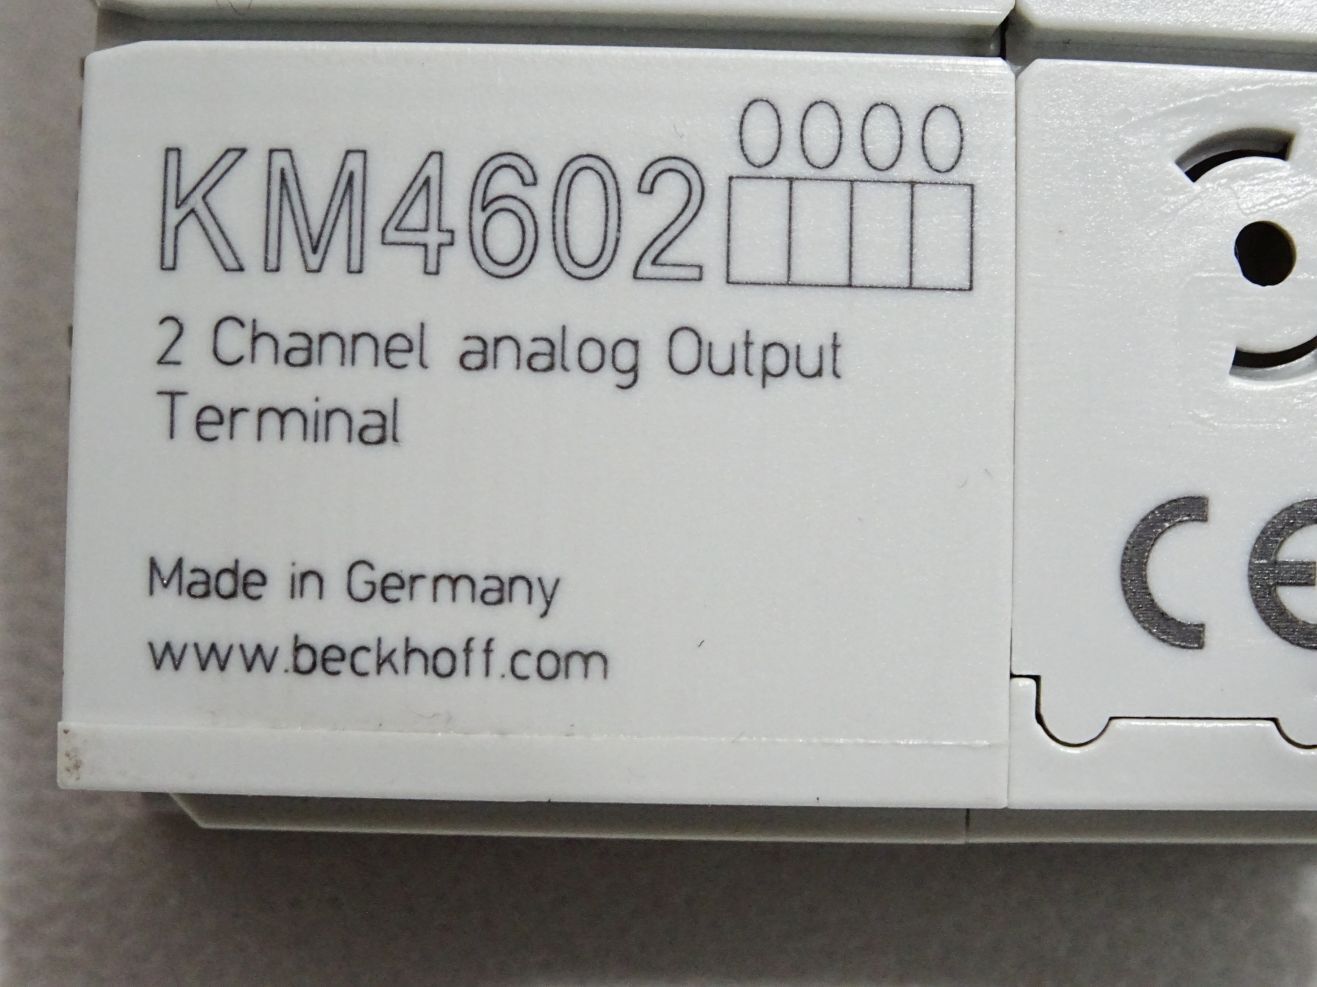 0000
KM4602
2 Channel analog Output
Terminal
CE
Made in Germany
www.beckhoff.com